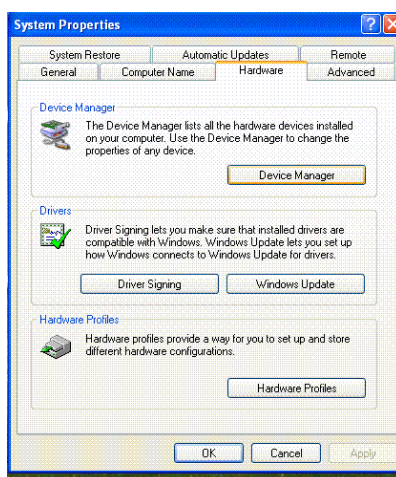 System Properties
System Restore Automatic Updates Remote
General Computer Name Hardware Advanced
Device Manager
The Device Manager lists all the hardware devices installed
on your computer. Use the Device Manager to change the
properties of any device.
Device Manager
Drivers
Driver Signing lets you make sure that installed drivers are
compatible with Windows. Windows Update lets you set up
how Windows connects to Windows Update for drivers.
Driver Signing Windows Update
Hardware Profiles
Hardware profiles provide a way for you to set up and store
different hardware configurations.
Hardware Profiles
OK Cancel Apply